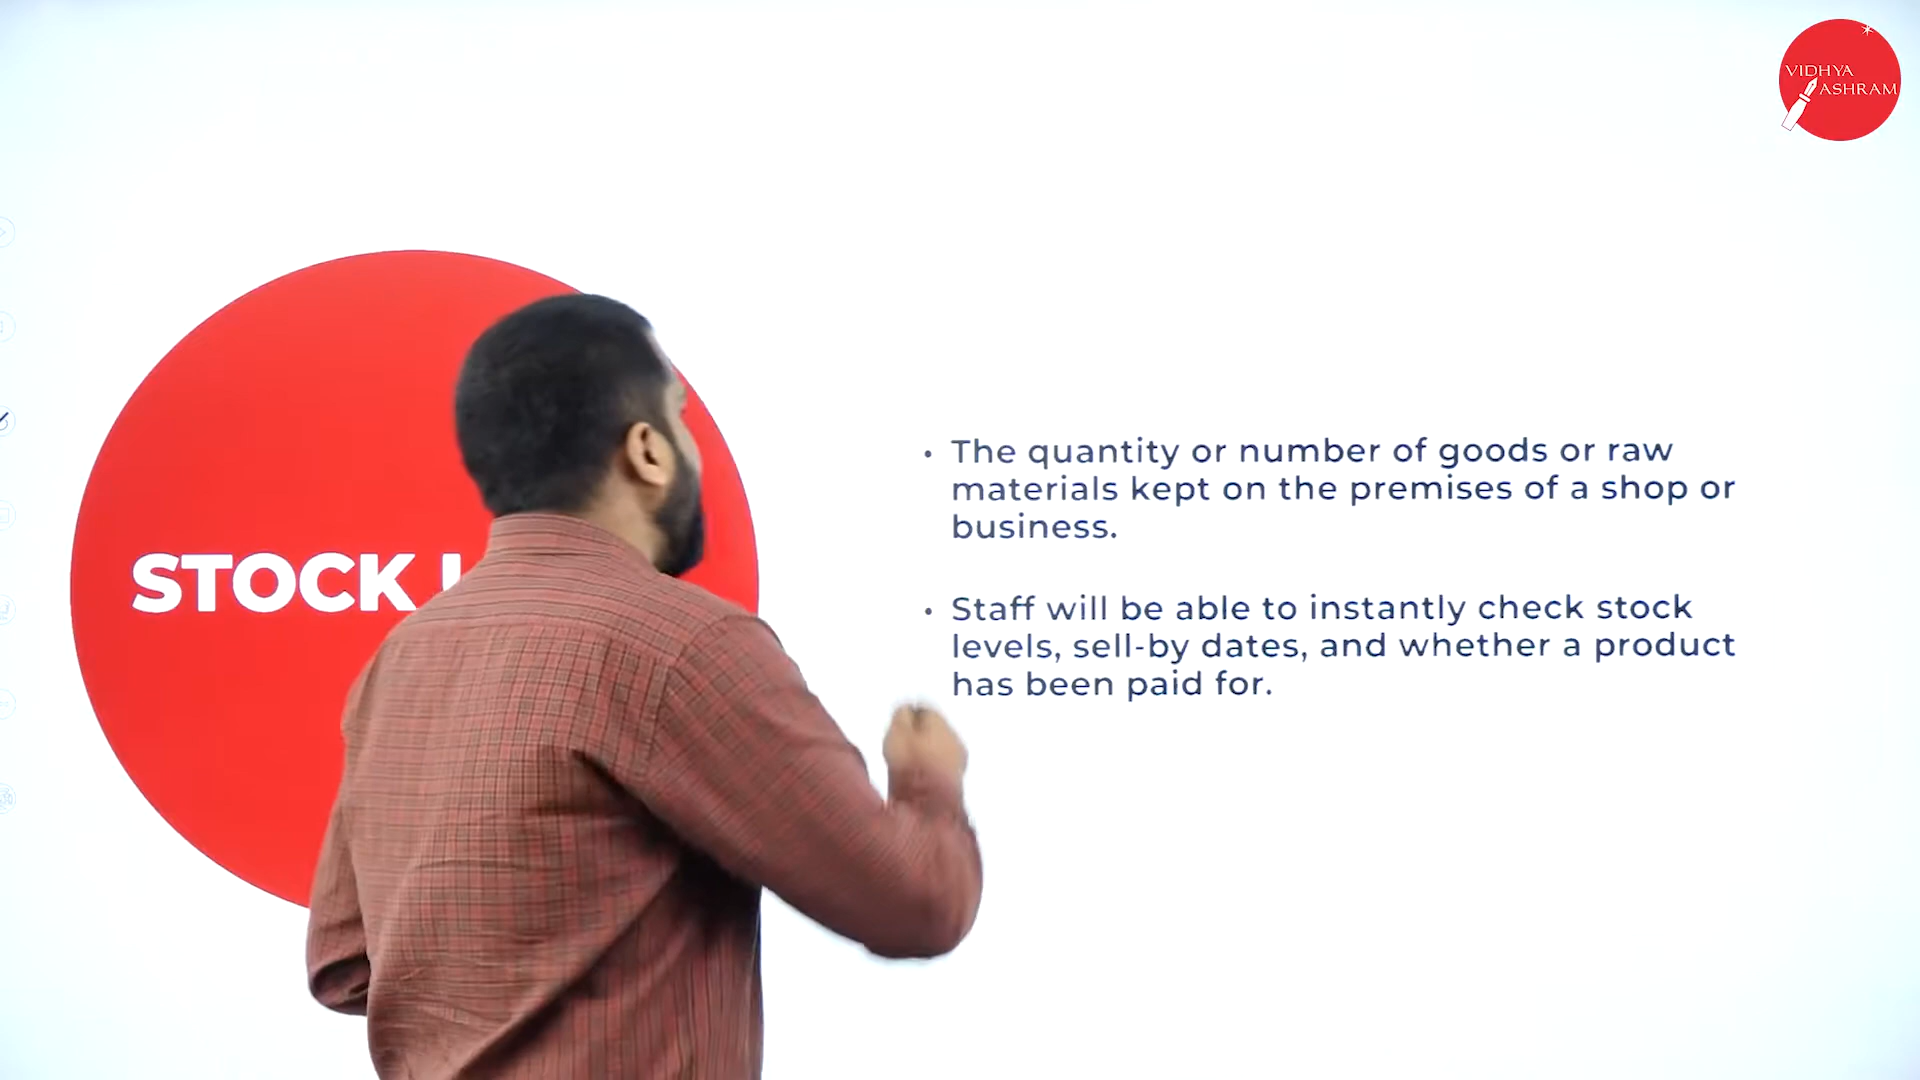 VIDHYA
ASHRAM
STOCK
The quantity or number of goods or raw
materials kept on the premises of a shop or
business.
Staff will be able to instantly check stock
levels, sell-by dates, and whether a product
has been paid for.